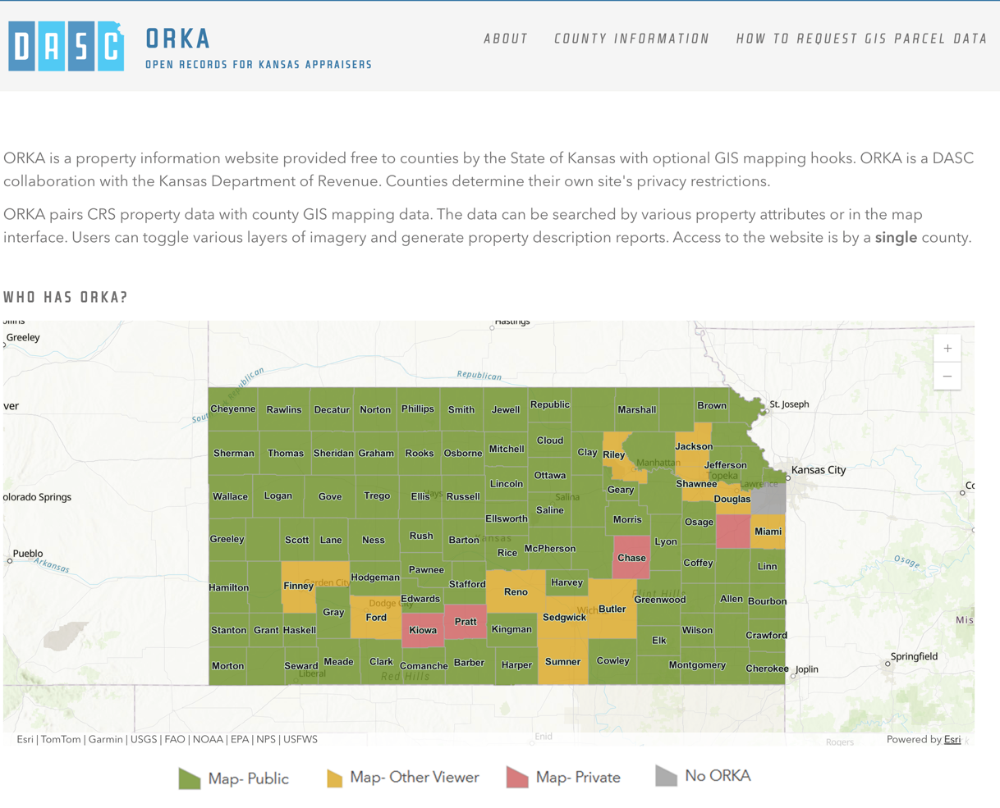 DASC
ORKA
OPEN RECORDS FOR KANSAS APPRAISERS
ABOUT COUNTY INFORMATION HOW TO REQUEST GIS PARCEL DATA
ORKA is a property information website provided free to counties by the State of Kansas with optional GIS mapping hooks. ORKA is a DASC
collaboration with the Kansas Department of Revenue. Counties determine their own site's privacy restrictions.
ORKA pairs CRS property data with county GIS mapping data. The data can be searched by various property attributes or in the map
interface. Users can toggle various layers of imagery and generate property description reports. Access to the website is by a single county.
WHO HAS ORKA?
Hastings
Greeley
+
−
Republican
South Republican
ver
St. Joseph
Cheyenne Rawlins Decatur Norton Phillips Smith Jewell Republic Marshall Brown
Sherman Thomas Sheridan Graham Rooks Osborne Mitchell Cloud Clay Riley Jackson
Manhattan Jefferson
Kansas City
Topeka
Lawrence
Lincoln Ottawa Geary Shawnee
olorado Springs
Wallace Logan Gove Trego Ellis Hays Russell Salina Douglas
Saline
Ellsworth Morris Osage
Miami
Greeley Scott Lane Ness Rush Barton Kansas Lyon
Pueblo
Arkansas
Rice McPherson Chase Coffey Linn
Osage
Pawnee
Hodgeman
Hamilton Finney Garden City Stafford Reno Harvey
Flint Hills
Edwards
Dodge City
Gray Ford Sedgwick Wich Butler Greenwood Allen Bourbon
Mis
Stanton Grant Haskell Kiowa Pratt Kingman Elk Wilson Crawford
Morton Seward Meade Clark Comanche Barber Harper Sumner Cowley Montgomery Cherokee
Liberal Red Hills
Joplin
Springfield
Enid
Rogers
Esri | TomTom | Garmin | USGS | FAO | NOAA | EPA | NPS | USFWS
Powered by Esri
Map- Public Map- Other Viewer Map- Private No ORKA